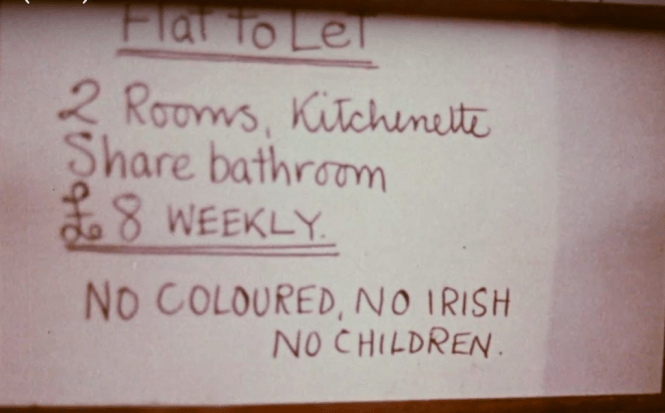 Flat To Let
2 Rooms, Kitchenette
Share bathroom
£8 WEEKLY.
NO COLOURED, NO IRISH
NO CHILDREN.